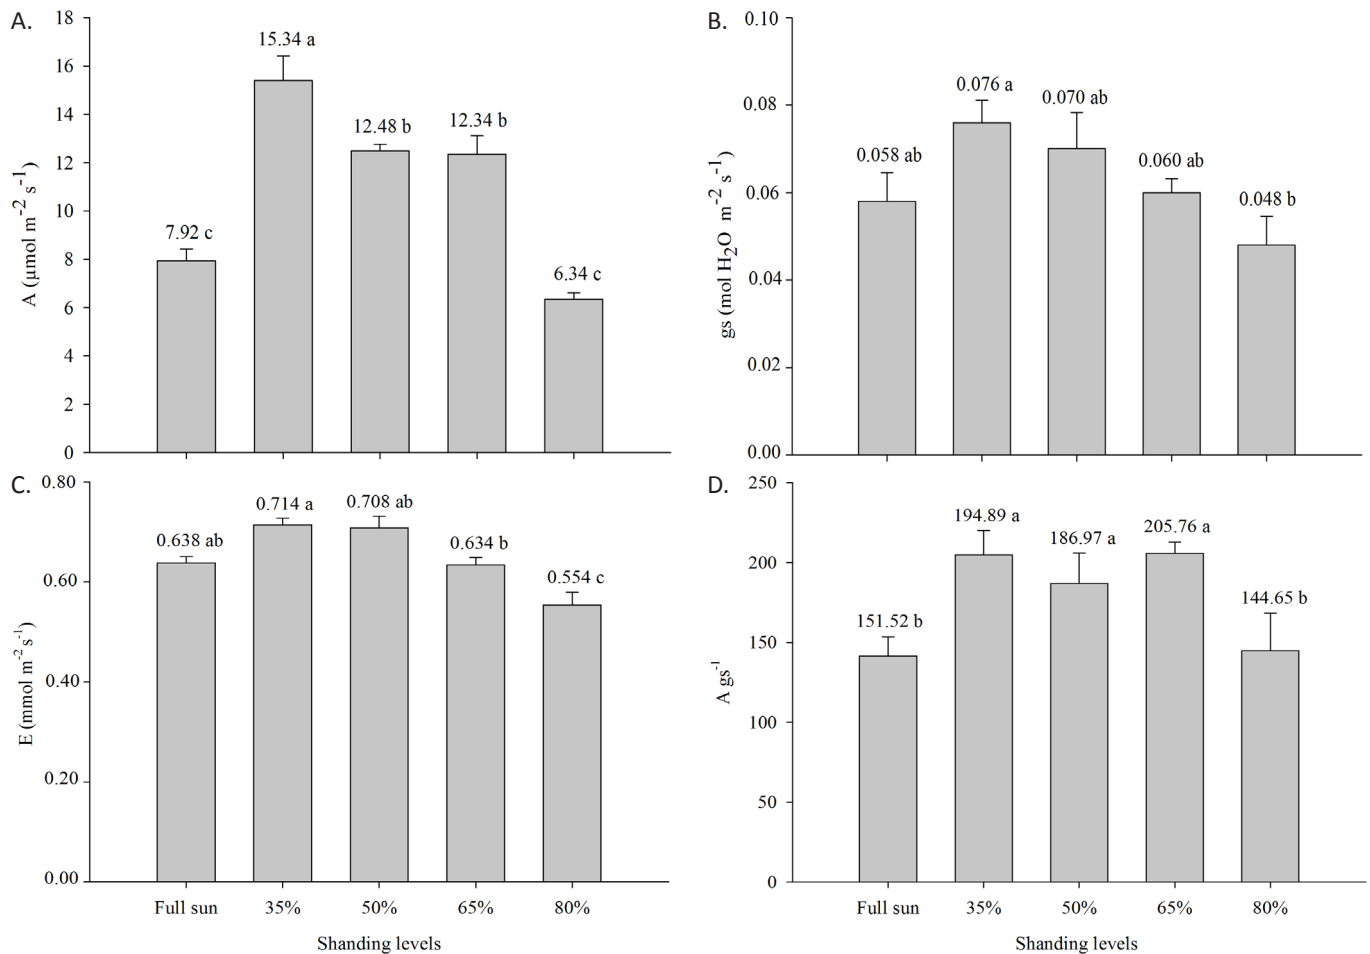 A.
18
16
14
12
10
8
6
4
2
0
A (µmol m⁻² s⁻¹)
7.92 c
15.34 a
12.48 b
12.34 b
6.34 c
B.
0.10
0.08
0.06
0.04
0.02
0.00
gs (mol H₂O m⁻² s⁻¹)
0.058 ab
0.076 a
0.070 ab
0.060 ab
0.048 b
C.
0.80
0.60
0.40
0.20
0.00
E (mmol m⁻² s⁻¹)
0.638 ab
0.714 a
0.708 ab
0.634 b
0.554 c
Full sun 35% 50% 65% 80%
Shanding levels
D.
250
200
150
100
50
0
A gs⁻¹
151.52 b
194.89 a
186.97 a
205.76 a
144.65 b
Full sun 35% 50% 65% 80%
Shanding levels